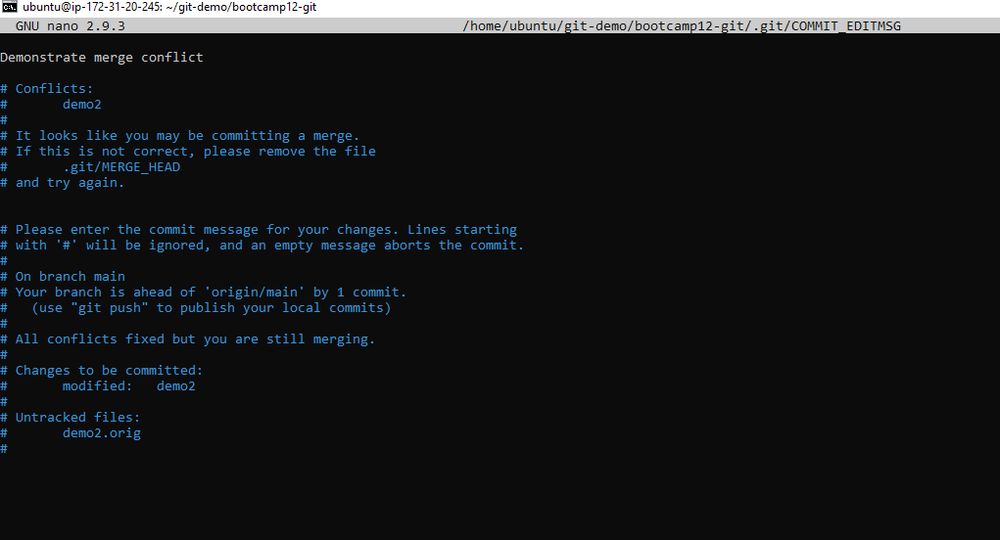 C:\. ubuntu@ip-172-31-20-245: ~/git-demo/bootcamp12-git
GNU nano 2.9.3 /home/ubuntu/git-demo/bootcamp12-git/.git/COMMIT_EDITMSG
Demonstrate merge conflict
# Conflicts:
#       demo2
#
# It looks like you may be committing a merge.
# If this is not correct, please remove the file
#       .git/MERGE_HEAD
# and try again.
# Please enter the commit message for your changes. Lines starting
# with '#' will be ignored, and an empty message aborts the commit.
#
# On branch main
# Your branch is ahead of 'origin/main' by 1 commit.
#   (use "git push" to publish your local commits)
#
# All conflicts fixed but you are still merging.
#
# Changes to be committed:
#       modified:   demo2
#
# Untracked files:
#       demo2.orig
#